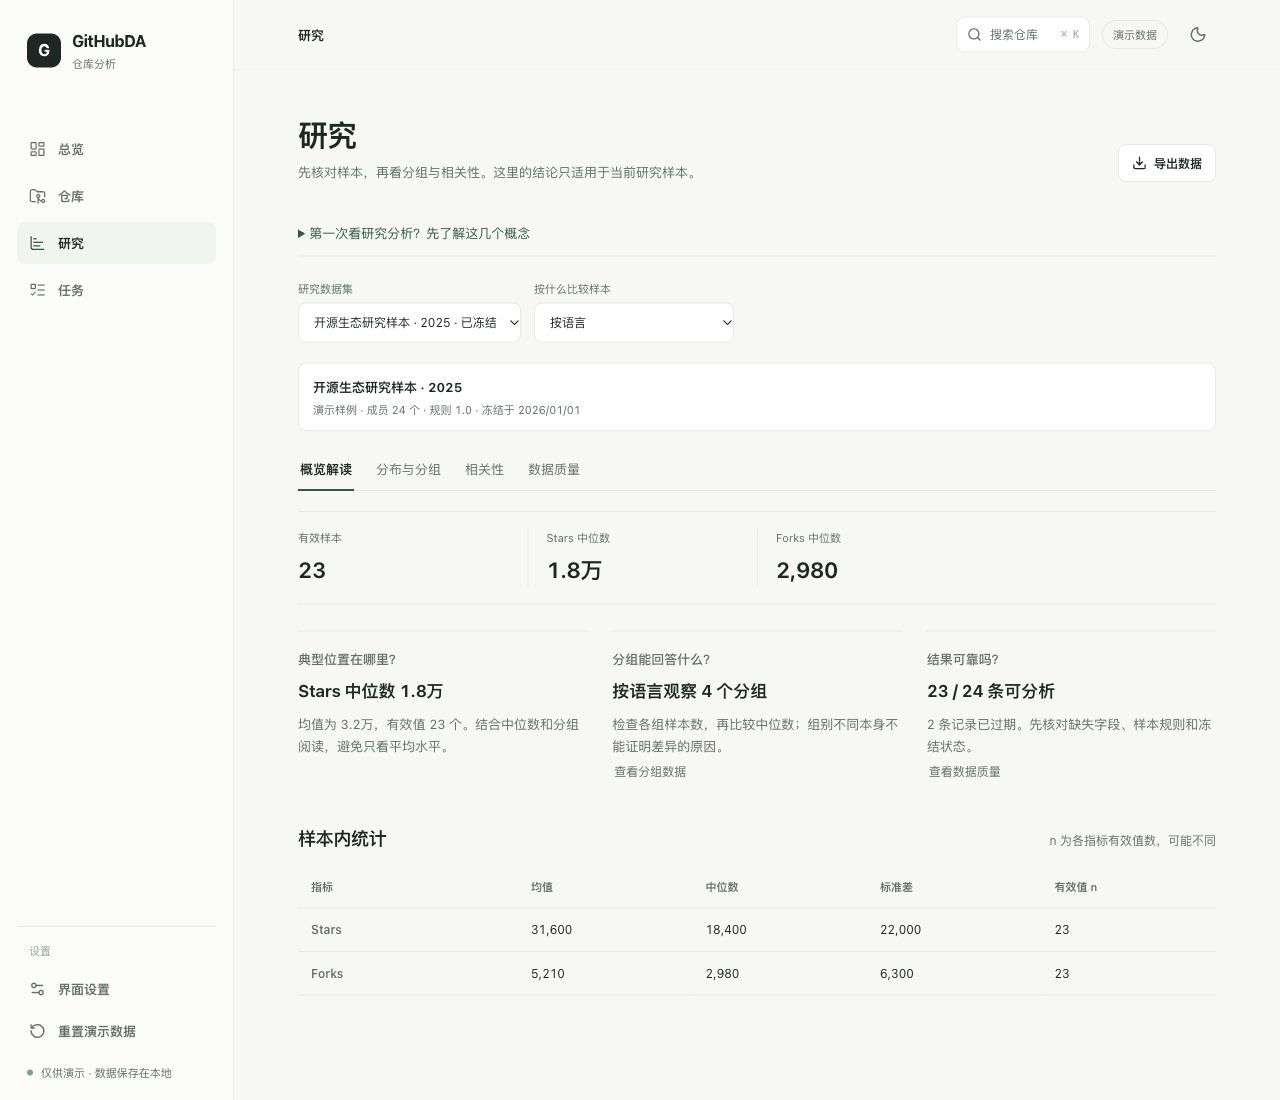 G
GitHubDA
仓库分析
总览
仓库
研究
任务
设置
界面设置
重置演示数据
仅供演示 · 数据保存在本地
研究
搜索仓库
⌘ K
演示数据
研究
先核对样本，再看分组与相关性。这里的结论只适用于当前研究样本。
导出数据
第一次看研究分析？先了解这几个概念
研究数据集
按什么比较样本
开源生态研究样本 · 2025 · 已冻结
按语言
开源生态研究样本 · 2025
演示样例 · 成员 24 个 · 规则 1.0 · 冻结于 2026/01/01
概览解读
分布与分组
相关性
数据质量
有效样本
Stars 中位数
Forks 中位数
23
1.8万
2,980
典型位置在哪里？
Stars 中位数 1.8万
均值为 3.2万，有效值 23 个。结合中位数和分组
阅读，避免只看平均水平。
分组能回答什么？
按语言观察 4 个分组
检查各组样本数，再比较中位数；组别不同本身不
能证明差异的原因。
查看分组数据
结果可靠吗？
23 / 24 条可分析
2 条记录已过期。先核对缺失字段、样本规则和冻
结状态。
查看数据质量
样本内统计
n 为各指标有效值数，可能不同
指标 均值 中位数 标准差 有效值 n
Stars 31,600 18,400 22,000 23
Forks 5,210 2,980 6,300 23